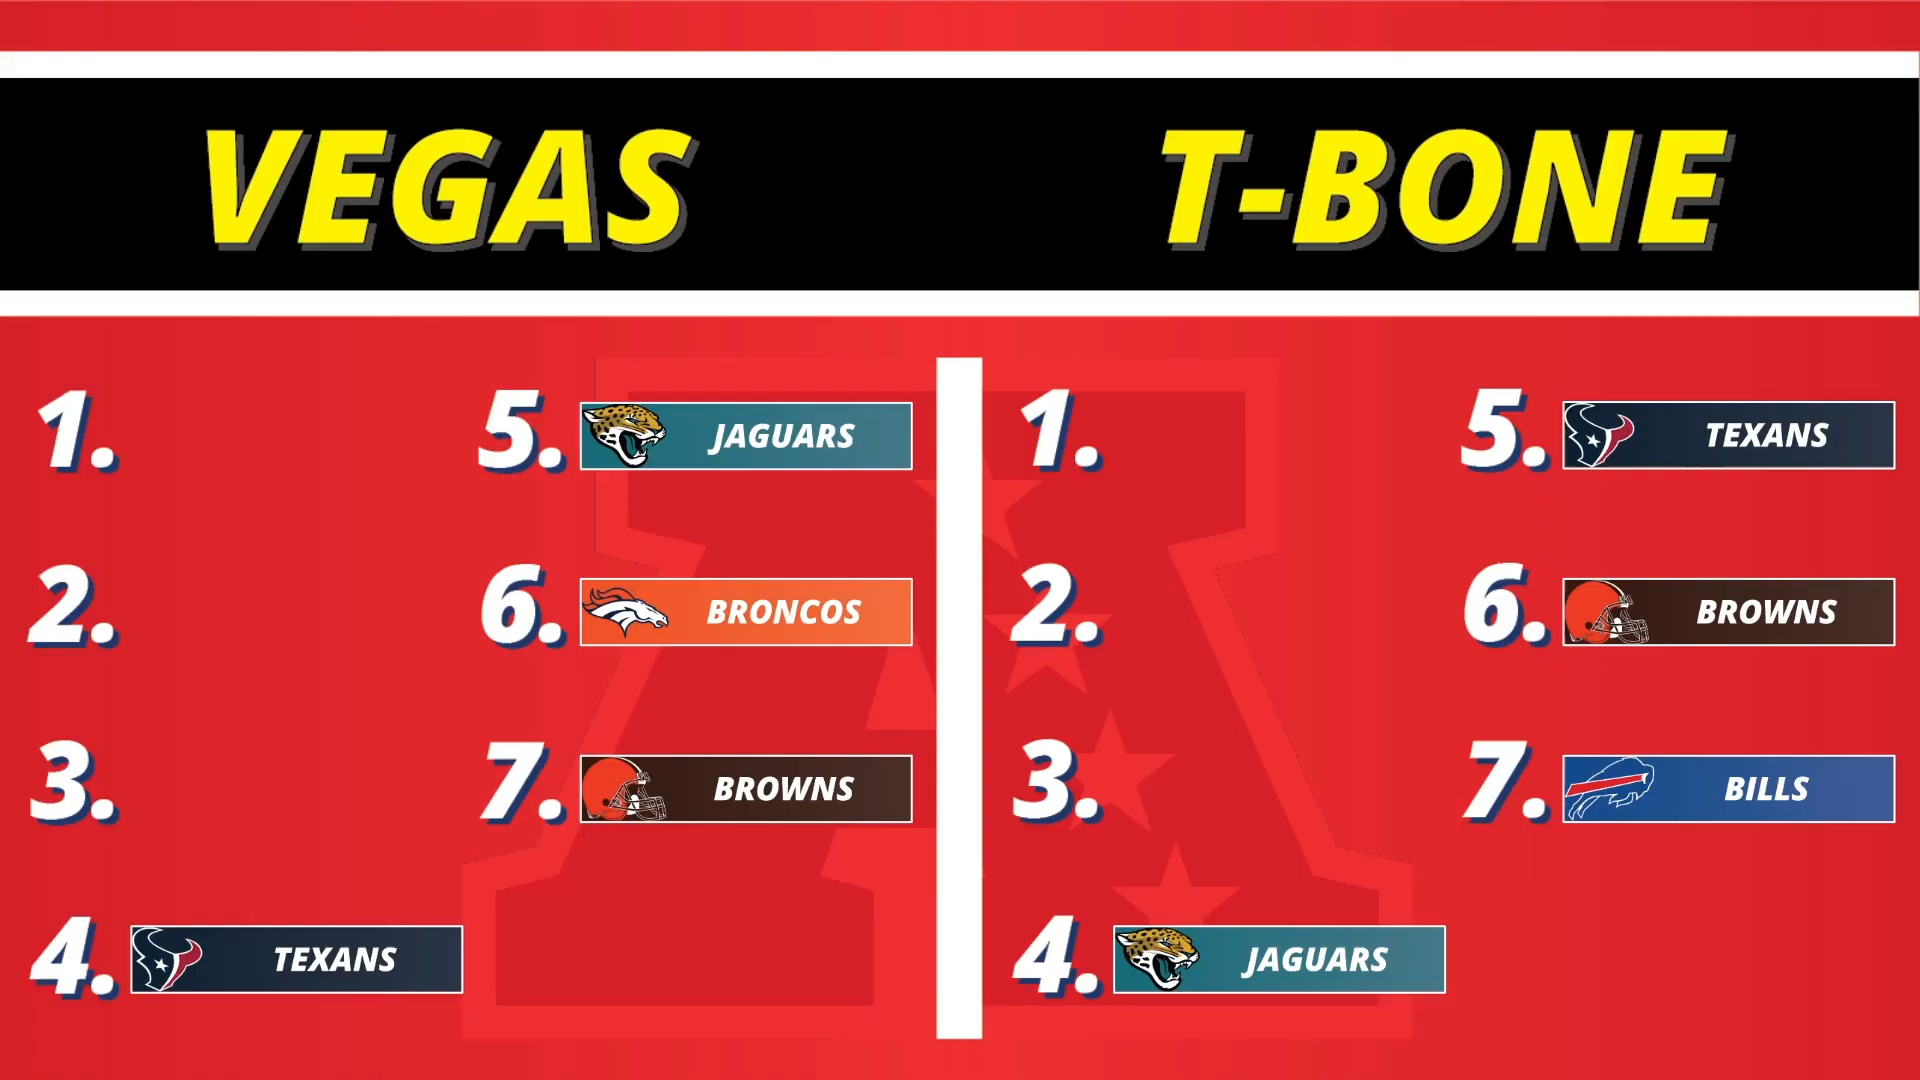 VEGAS
T-BONE
1.
2.
3.
4. TEXANS
5. JAGUARS
6. BRONCOS
7. BROWNS
1.
2.
3.
4. JAGUARS
5. TEXANS
6. BROWNS
7. BILLS